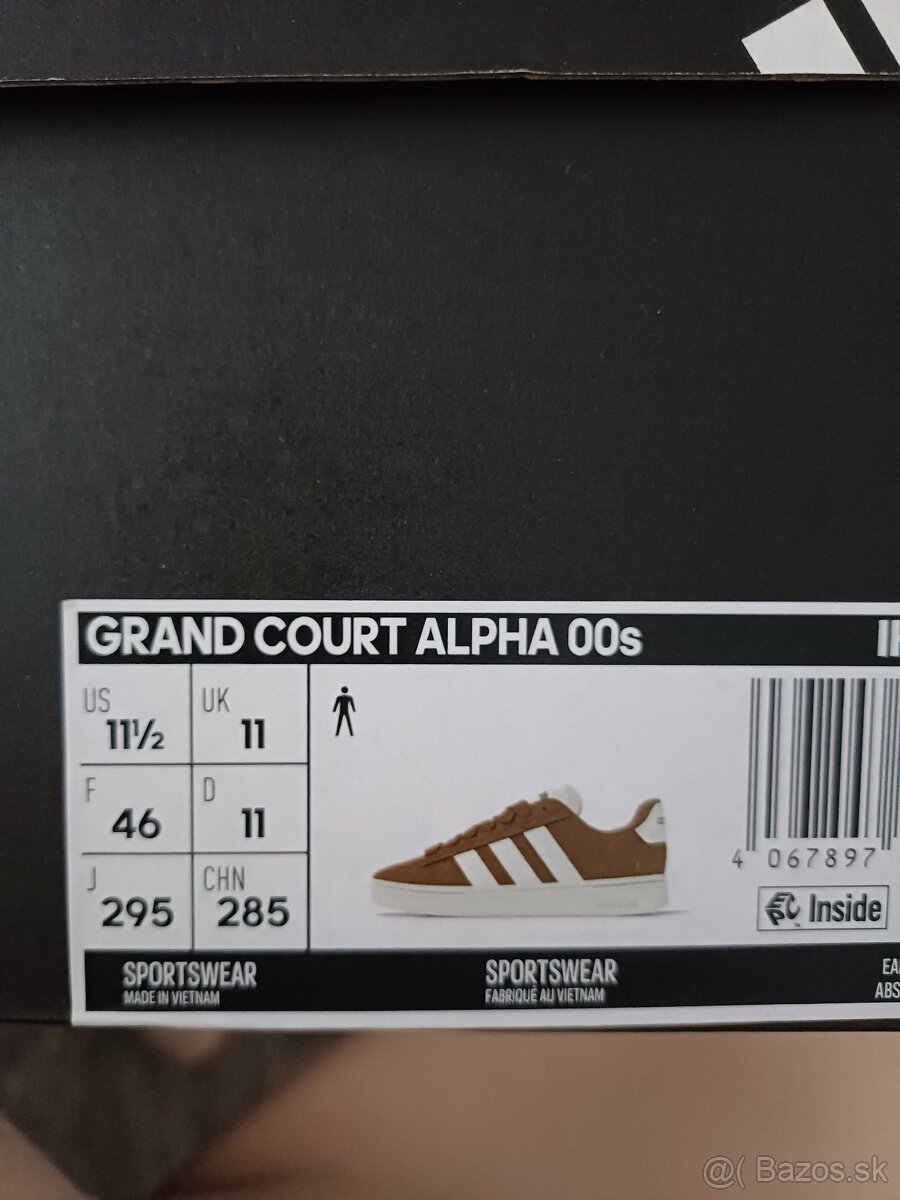 GRAND COURT ALPHA 00s
US 11½ UK 11
F 46 D 11
J 295 CHN 285
4 067897
EPC Inside
SPORTSWEAR SPORTSWEAR
MADE IN VIETNAM FABRIQUÉ AU VIETNAM
@( Bazos.sk